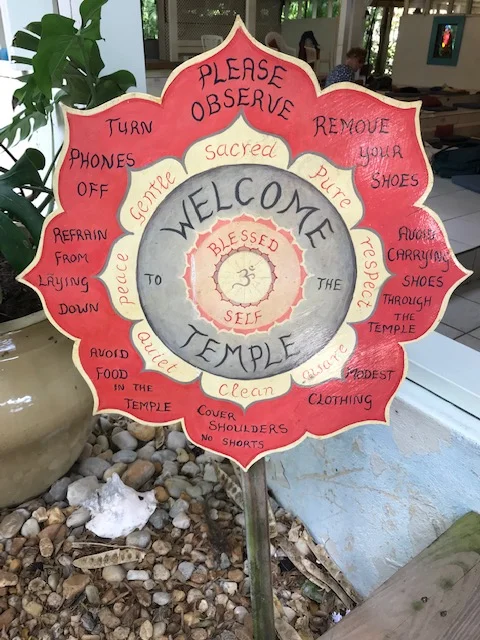 PLEASE
OBSERVE
REMOVE
YOUR
SHOES
AVOID
CARRYING
SHOES
THROUGH
THE
TEMPLE
MODEST
CLOTHING
COVER
SHOULDERS
NO SHORTS
AVOID
FOOD
IN THE
TEMPLE
REFRAIN
FROM
LAYING
DOWN
TURN
PHONES
OFF
Sacred
Pure
respect
aware
Clean
Quiet
peace
Gentle
WELCOME
TO THE
TEMPLE
BLESSED
ॐ
SELF